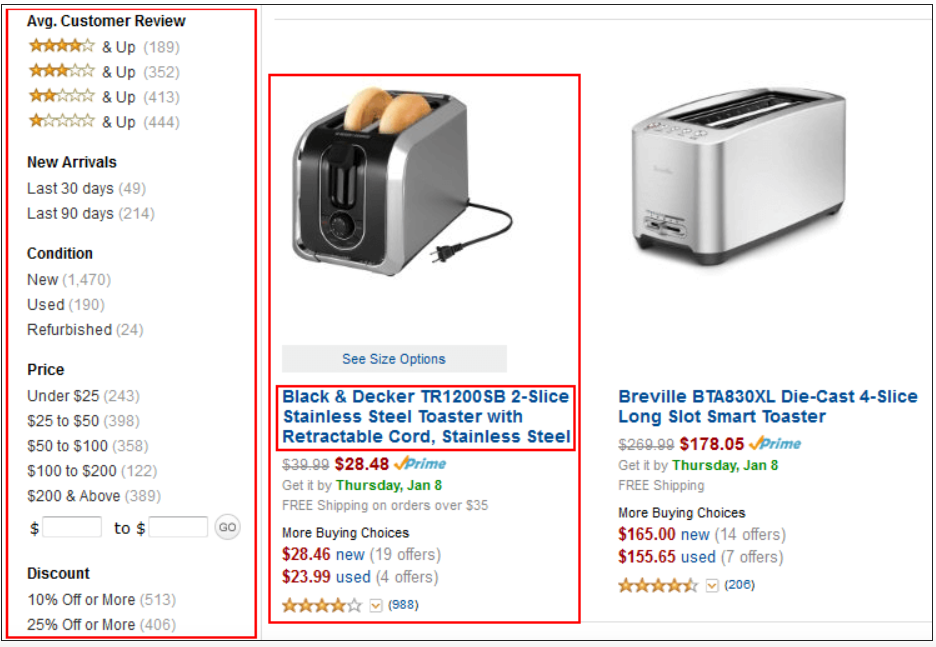 Avg. Customer Review
& Up (189)
& Up (352)
& Up (413)
& Up (444)
New Arrivals
Last 30 days (49)
Last 90 days (214)
Condition
New (1,470)
Used (190)
Refurbished (24)
Price
Under $25 (243)
$25 to $50 (398)
$50 to $100 (358)
$100 to $200 (122)
$200 & Above (389)
$ to $ GO
Discount
10% Off or More (513)
25% Off or More (406)
See Size Options
Black & Decker TR1200SB 2-Slice
Stainless Steel Toaster with
Retractable Cord, Stainless Steel
$39.99 $28.48 Prime
Get it by Thursday, Jan 8
FREE Shipping on orders over $35
More Buying Choices
$28.46 new (19 offers)
$23.99 used (4 offers)
(988)
Breville BTA830XL Die-Cast 4-Slice
Long Slot Smart Toaster
$269.99 $178.05 Prime
Get it by Thursday, Jan 8
FREE Shipping
More Buying Choices
$165.00 new (14 offers)
$155.65 used (7 offers)
(206)